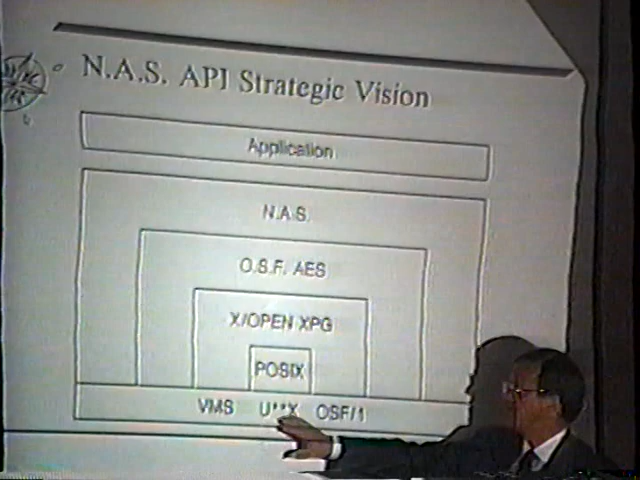 N.A.S. API Strategic Vision
Application
N.A.S.
O.S.F. AES
X/OPEN XPG
POSIX
VMS U**X OSF/1